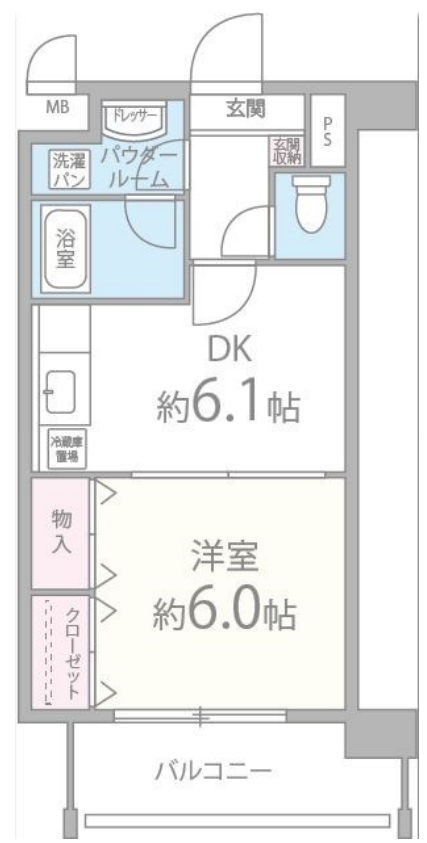 MB
ドレッサー
玄関
PS
洗濯
パン
パウダー
ルーム
玄関
収納
浴室
DK
約6.1帖
冷蔵庫
置場
物入
洋室
約6.0帖
クローゼット
バルコニー